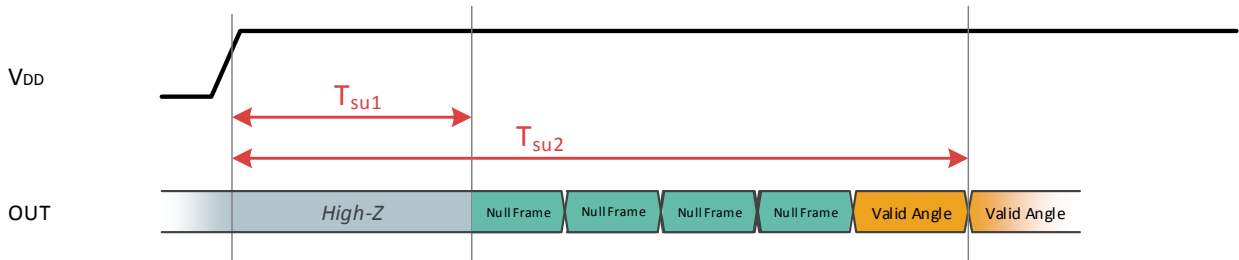 VDD
Tsu1
Tsu2
OUT
High-Z
Null Frame
Null Frame
Null Frame
Null Frame
Valid Angle
Valid Angle